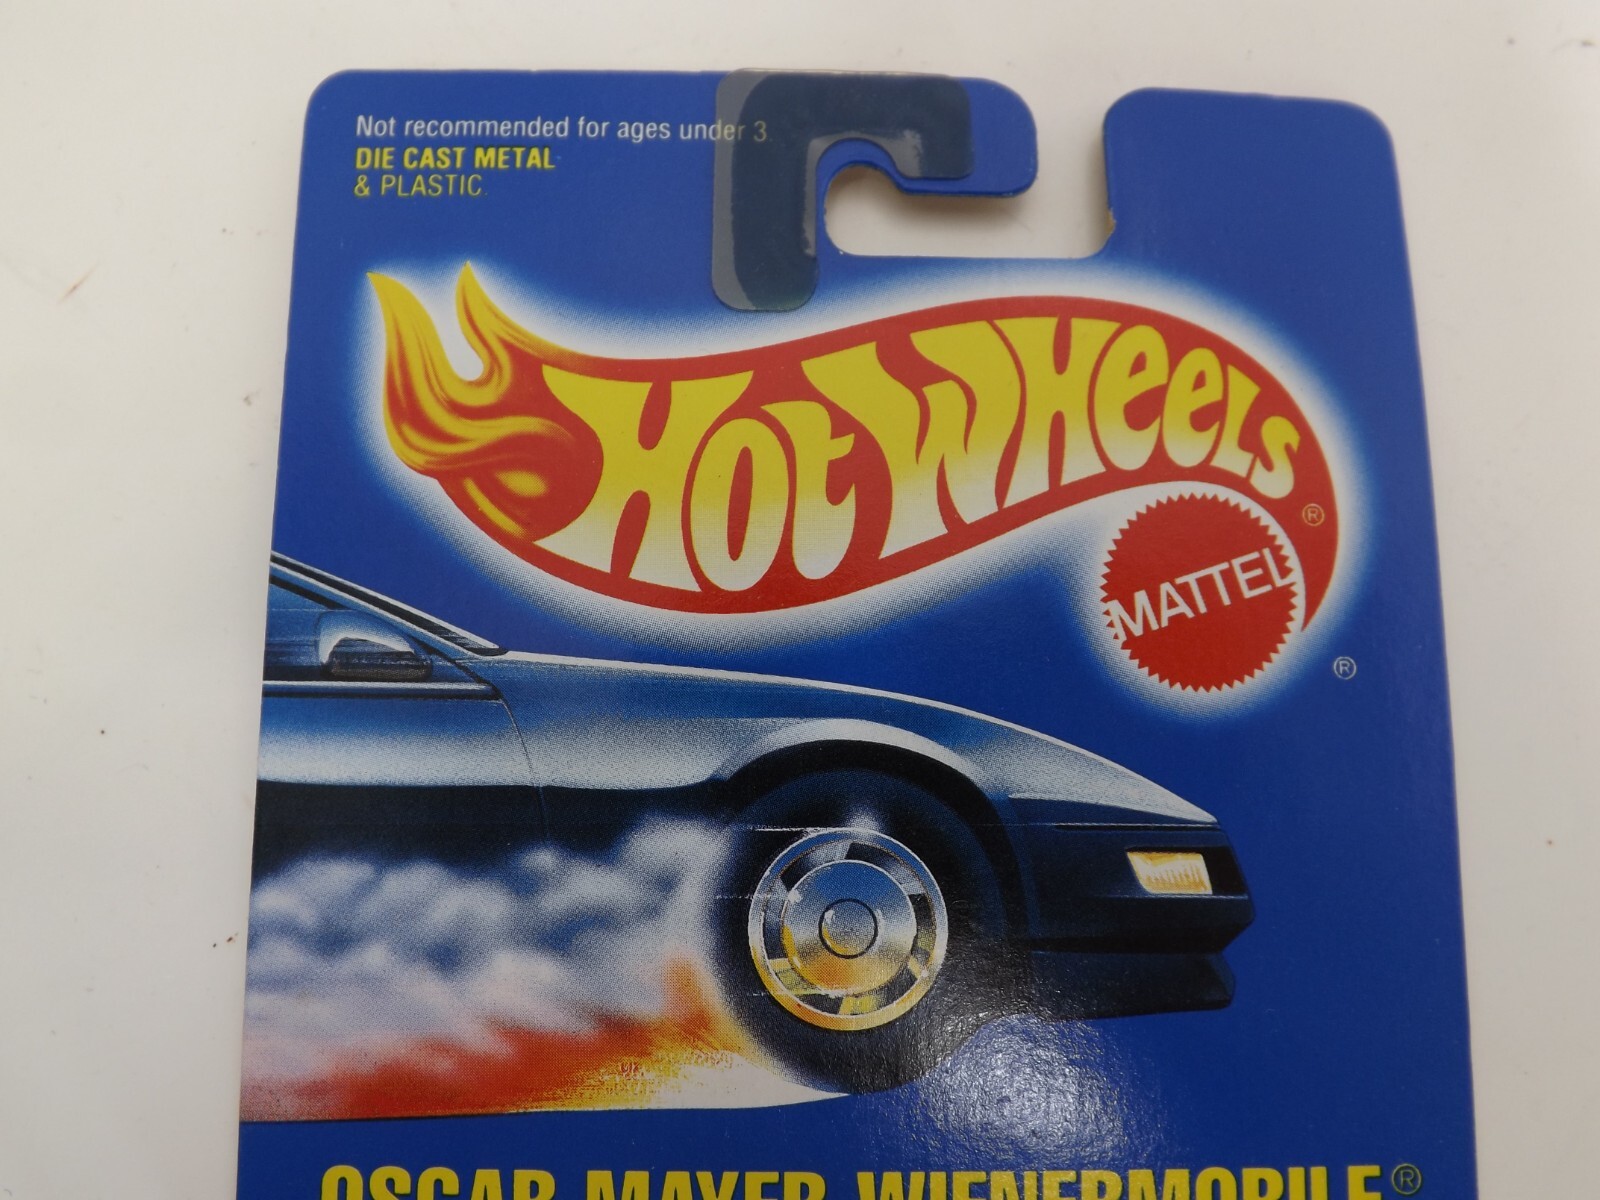 Not recommended for ages under 3.
DIE CAST METAL
& PLASTIC.
HOT WHEELS ®
MATTEL
®
OSCAR MAYER WIENERMOBILE®